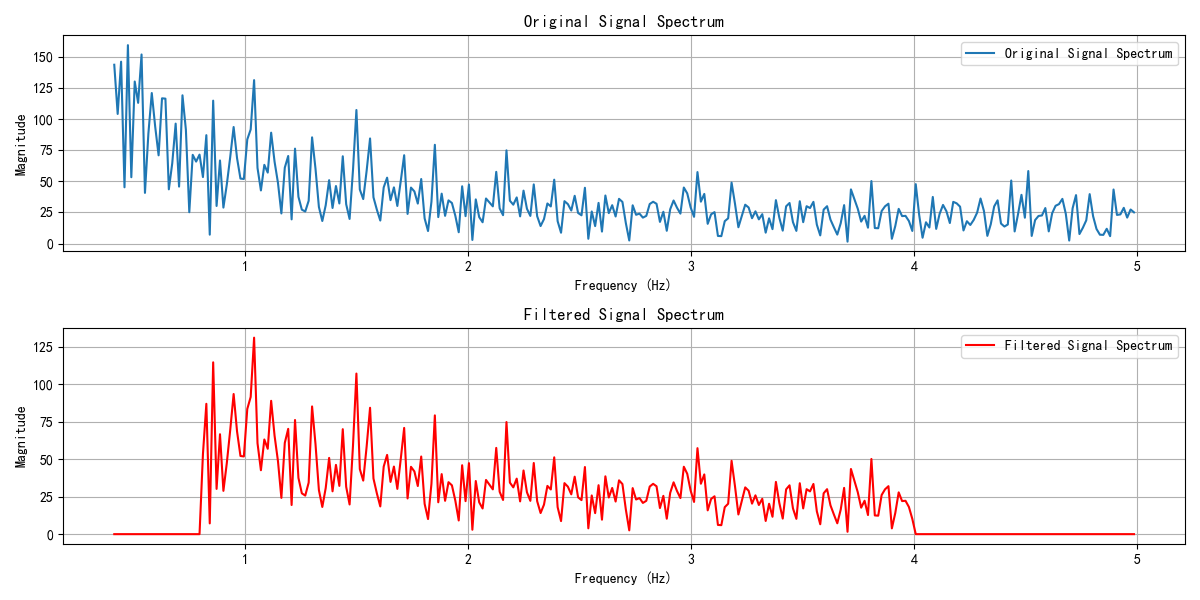 Original Signal Spectrum
Original Signal Spectrum
Magnitude
150
125
100
75
50
25
0
1 2 3 4 5
Frequency (Hz)
Filtered Signal Spectrum
Filtered Signal Spectrum
Magnitude
125
100
75
50
25
0
1 2 3 4 5
Frequency (Hz)